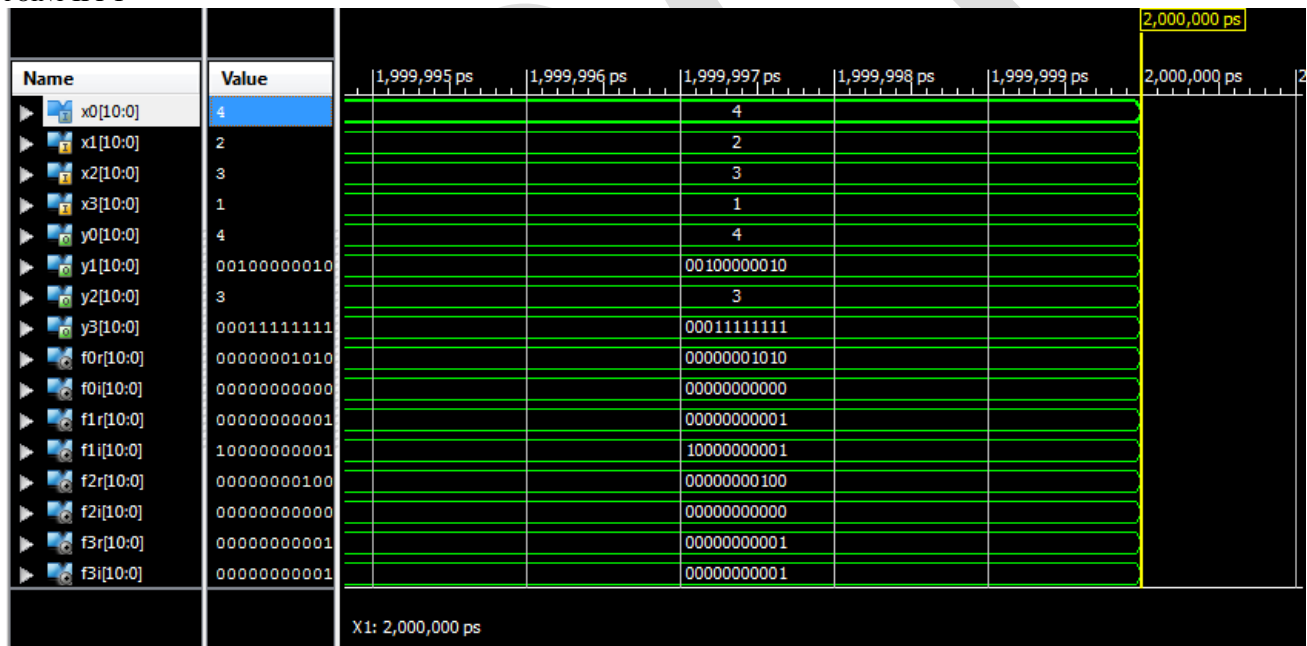 2,000,000 ps
Name Value 1,999,995 ps 1,999,996 ps 1,999,997 ps 1,999,998 ps 1,999,999 ps 2,000,000 ps 2
x0[10:0] 4 4
x1[10:0] 2 2
x2[10:0] 3 3
x3[10:0] 1 1
y0[10:0] 4 4
y1[10:0] 00100000010 00100000010
y2[10:0] 3 3
y3[10:0] 00011111111 00011111111
f0r[10:0] 00000001010 00000001010
f0i[10:0] 00000000000 00000000000
f1r[10:0] 00000000001 00000000001
f1i[10:0] 10000000001 10000000001
f2r[10:0] 00000000100 00000000100
f2i[10:0] 00000000000 00000000000
f3r[10:0] 00000000001 00000000001
f3i[10:0] 00000000001 00000000001
X1: 2,000,000 ps